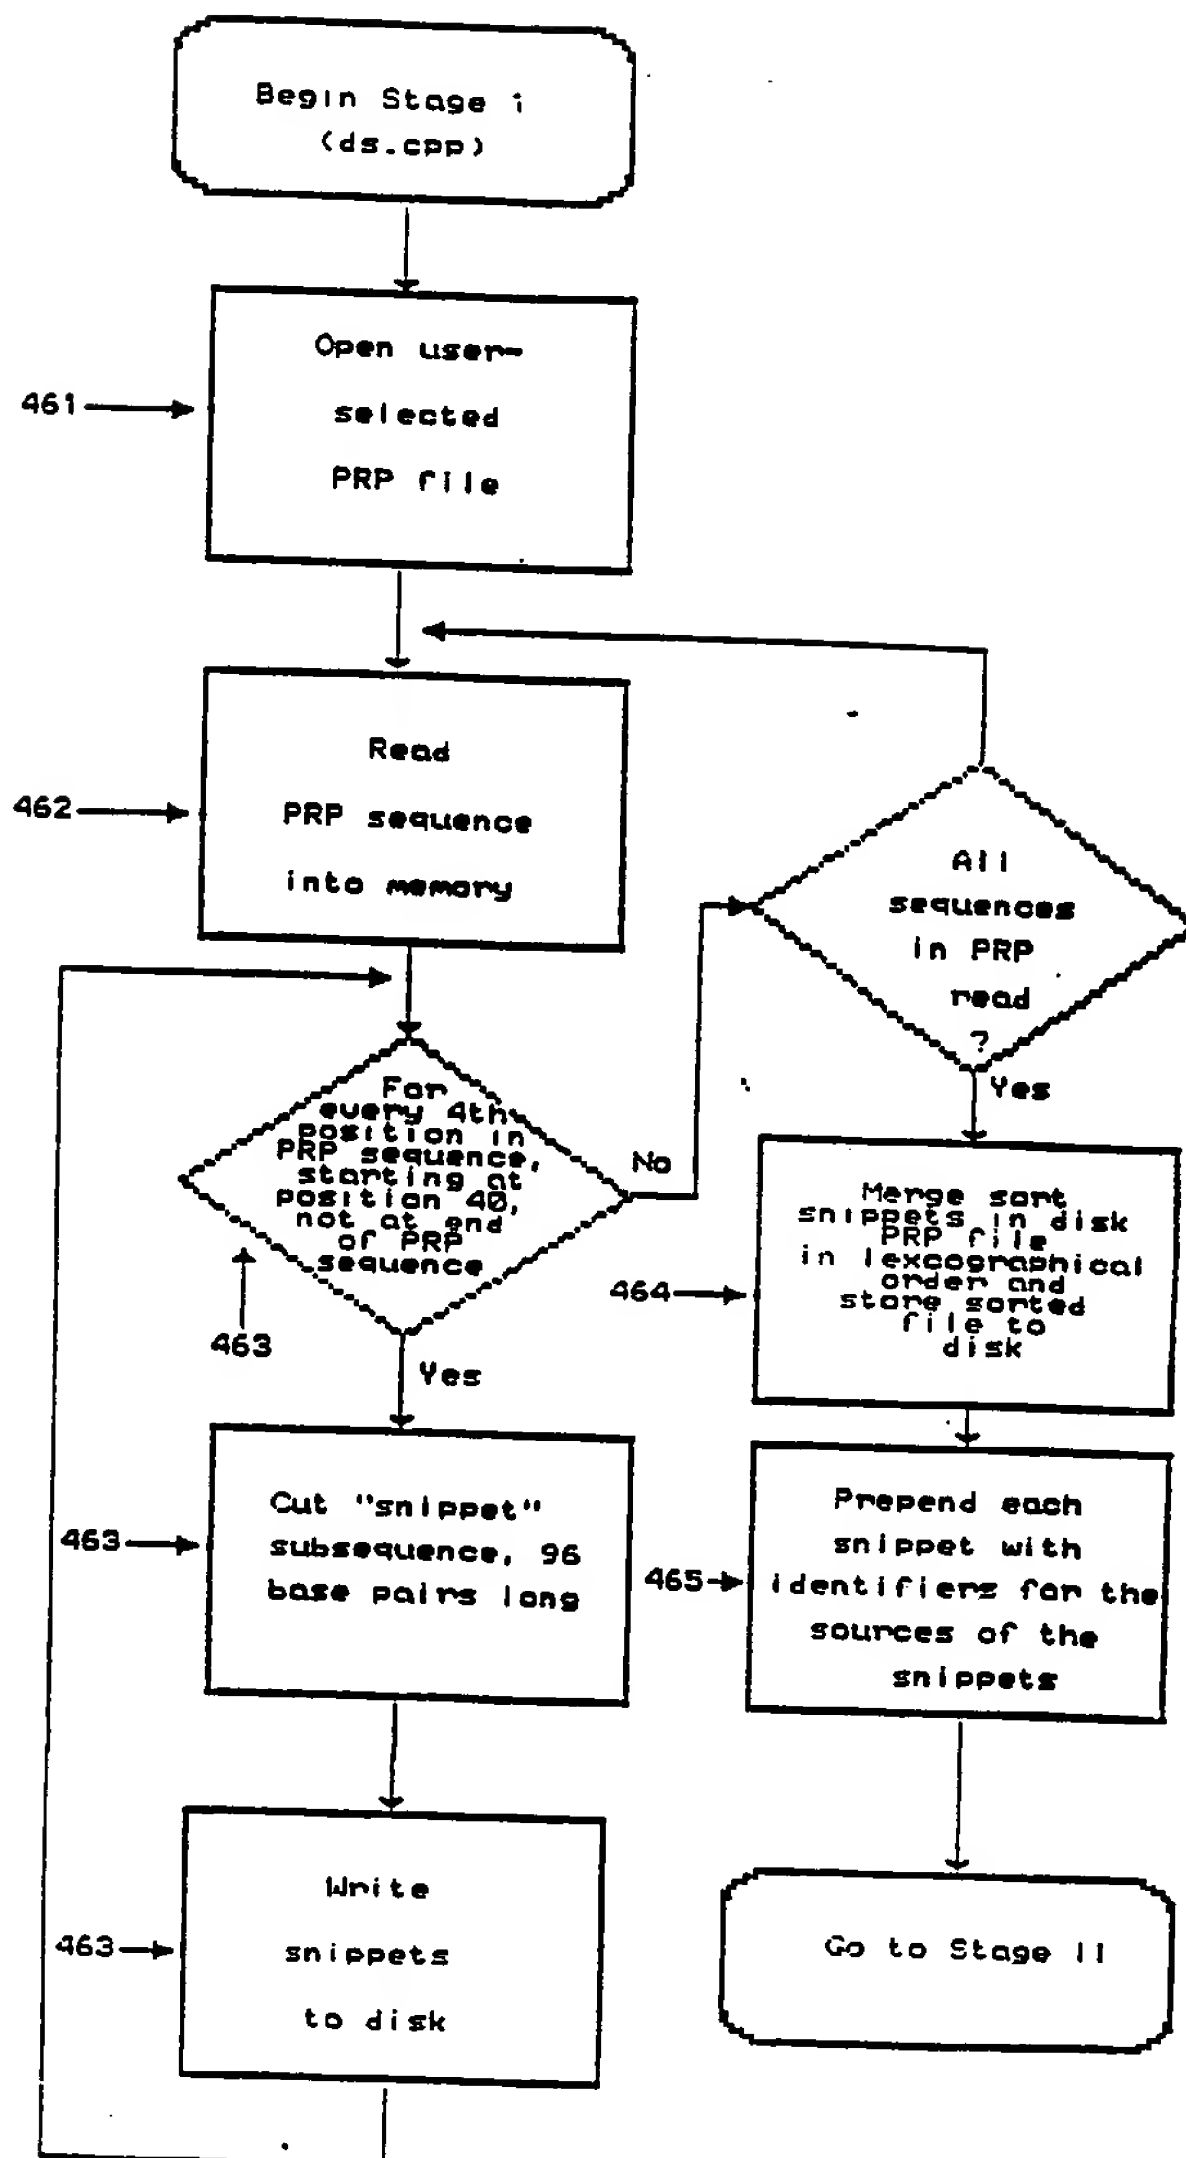 Begin Stage i
(ds.cpp)
461
Open user-
selected
PRP file
462
Read
PRP sequence
into memory
For
every 4th
position in
PRP sequence,
starting at
position 40,
not at end
of PRP
sequence
463
No
Yes
463
Cut "snippet"
subsequence, 96
base pairs long
463
Write
snippets
to disk
All
sequences
in PRP
read
?
Yes
464
Merge sort
snippets in disk
PRP file
in lexcographical
order and
store sorted
file to
disk
465
Prepend each
snippet with
identifiers for the
sources of the
snippets
Go to Stage II